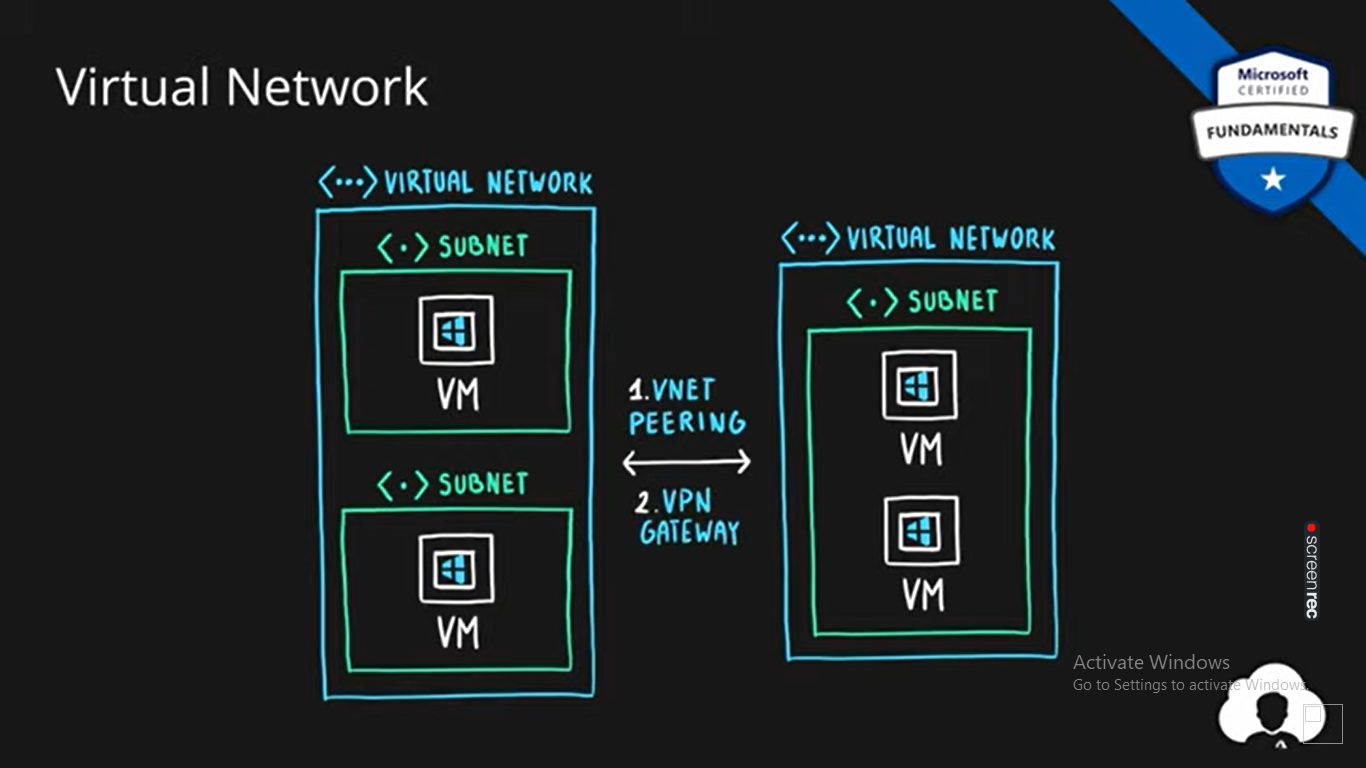 Virtual Network
Microsoft
CERTIFIED
FUNDAMENTALS
<···> VIRTUAL NETWORK
<·> SUBNET
VM
<·> SUBNET
VM
1. VNET
PEERING
2. VPN
GATEWAY
<···> VIRTUAL NETWORK
<·> SUBNET
VM
VM
screenrec
Activate Windows
Go to Settings to activate Windows.